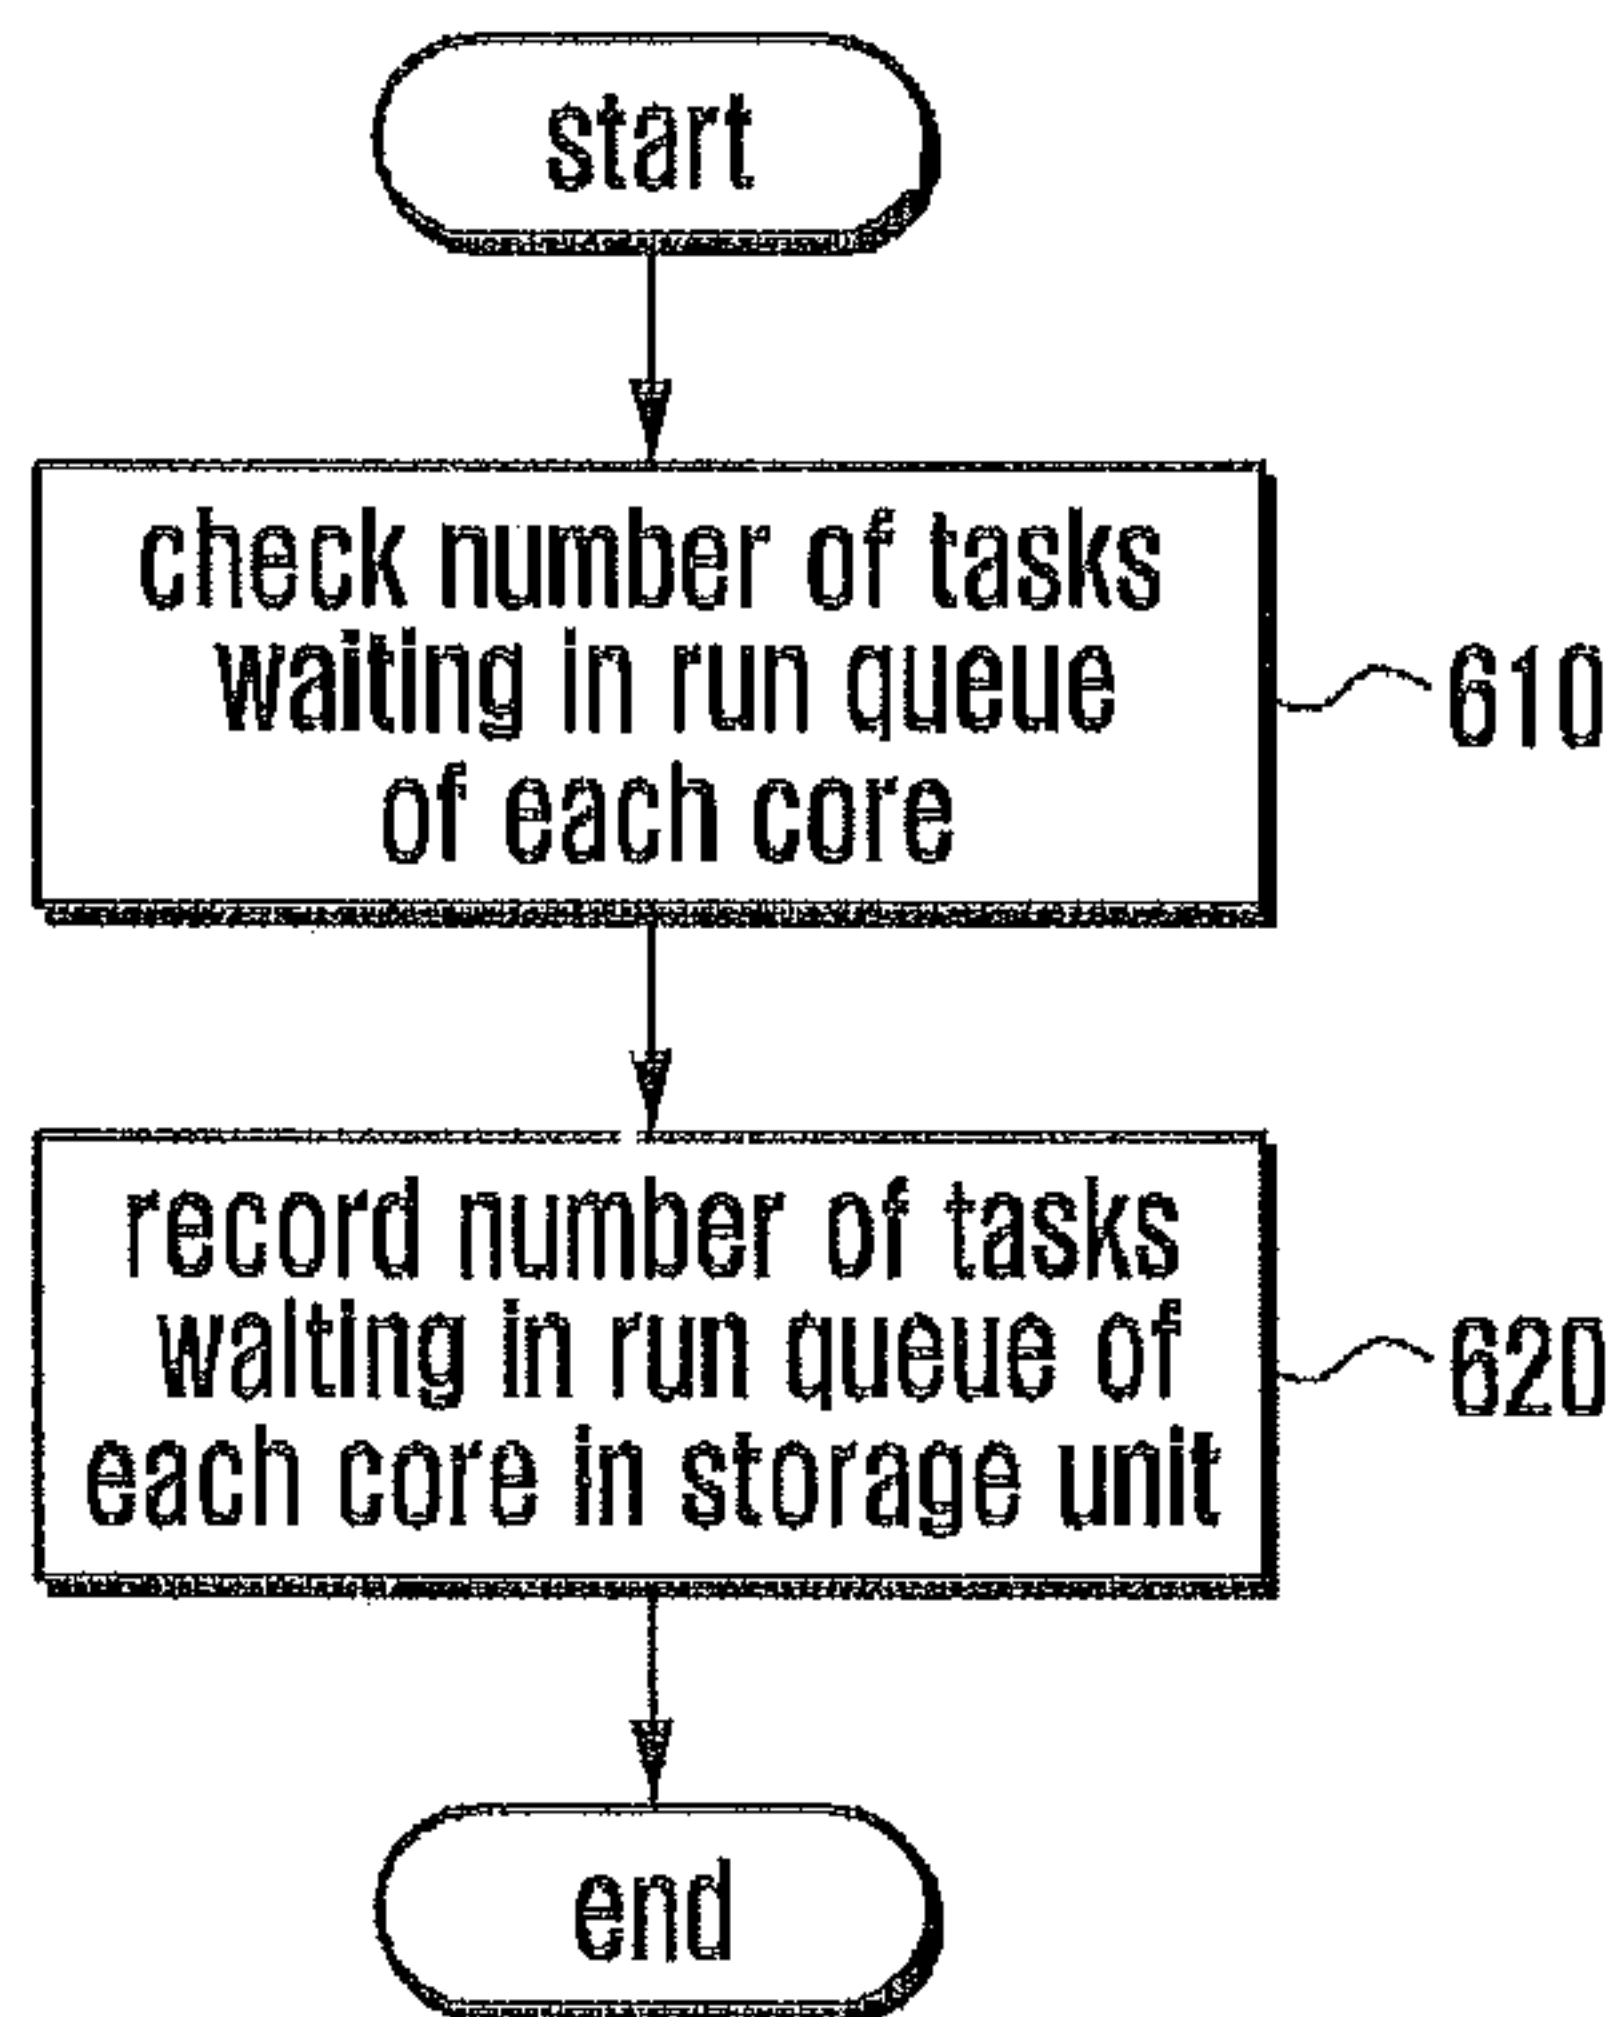 start
check number of tasks
waiting in run queue
of each core
610
record number of tasks
waiting in run queue of
each core in storage unit
620
end